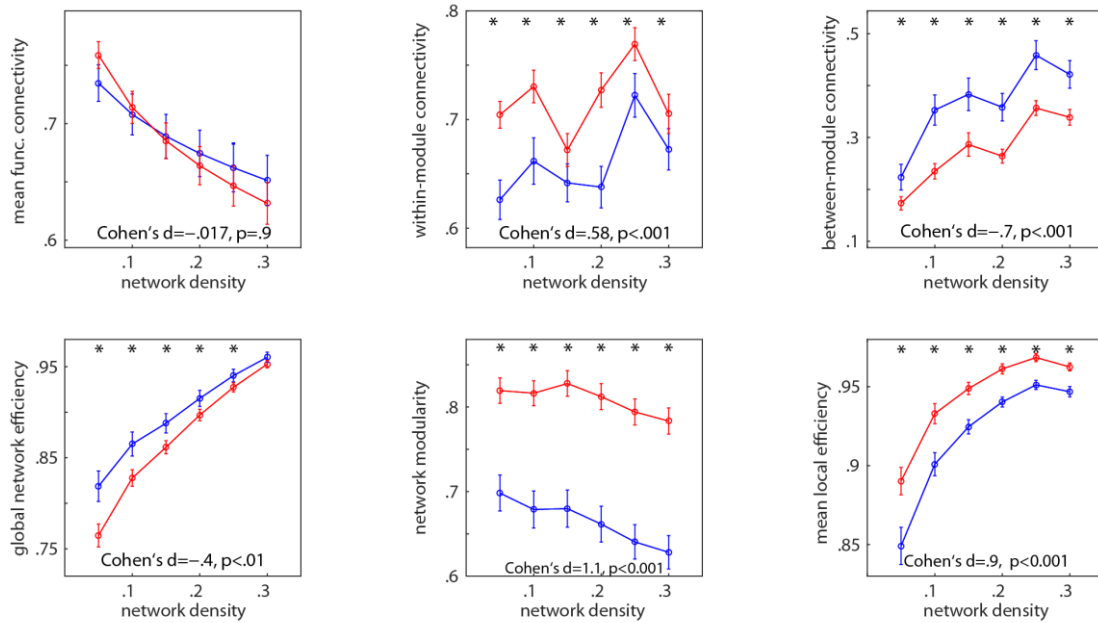 mean func. connectivity
.7
.6
Cohen‘s d=−.017, p=.9
.1 .2 .3
network density
within-module connectivity
.8
.7
.6
* * * * * *
Cohen‘s d=.58, p<.001
.1 .2 .3
network density
between-module connectivity
.5
.3
.1
* * * * * *
Cohen‘s d=−.7, p<.001
.1 .2 .3
network density
global network efficiency
.95
.85
.75
* * * * *
Cohen‘s d=−.4, p<.01
.1 .2 .3
network density
network modularity
.8
.7
.6
* * * * * *
Cohen‘s d=1.1, p<0.001
.1 .2 .3
network density
mean local efficiency
.95
.9
.85
* * * * * *
Cohen‘s d=.9, p<0.001
.1 .2 .3
network density